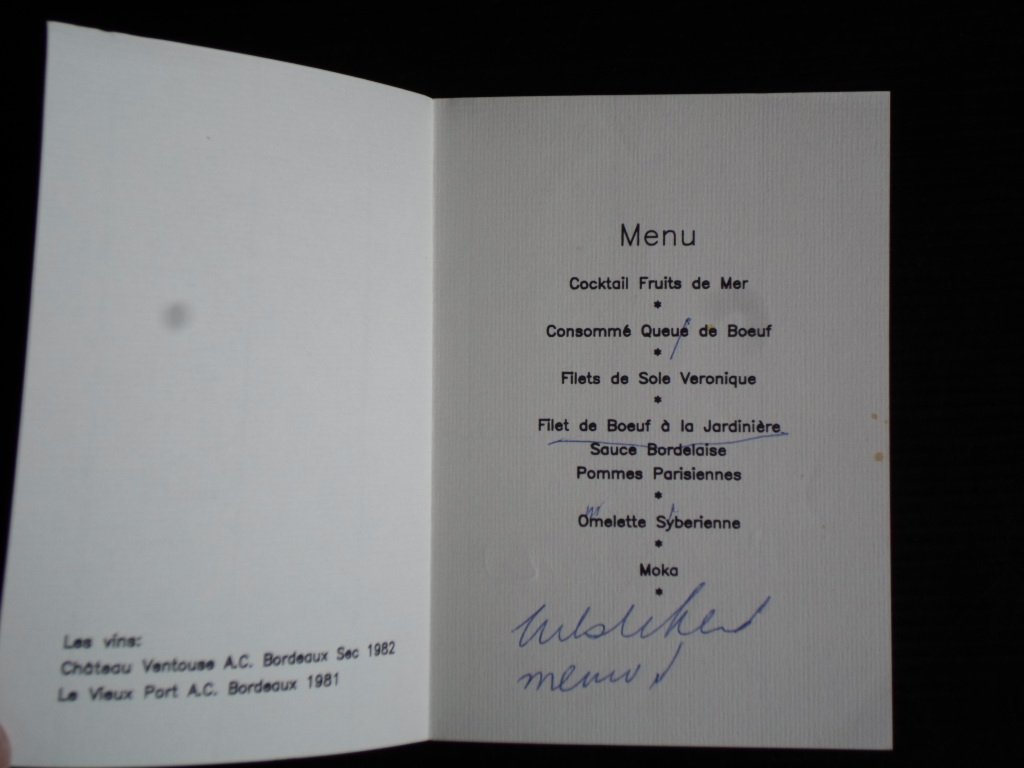 Les vins:
Château Ventouse A.C. Bordeaux Sec 1982
Le Vieux Port A.C. Bordeaux 1981
Menu
Cocktail Fruits de Mer
*
Consommé Queue de Boeuf
*
Filets de Sole Veronique
*
Filet de Boeuf à la Jardinière
Sauce Bordelaise
Pommes Parisiennes
*
Omelette Syberienne
*
Moka
*